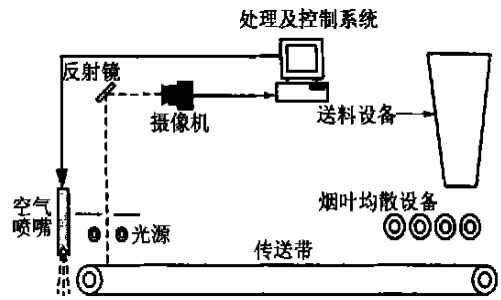 处理及控制系统
反射镜
摄像机
送料设备
空气
喷嘴
光源
烟叶均散设备
传送带